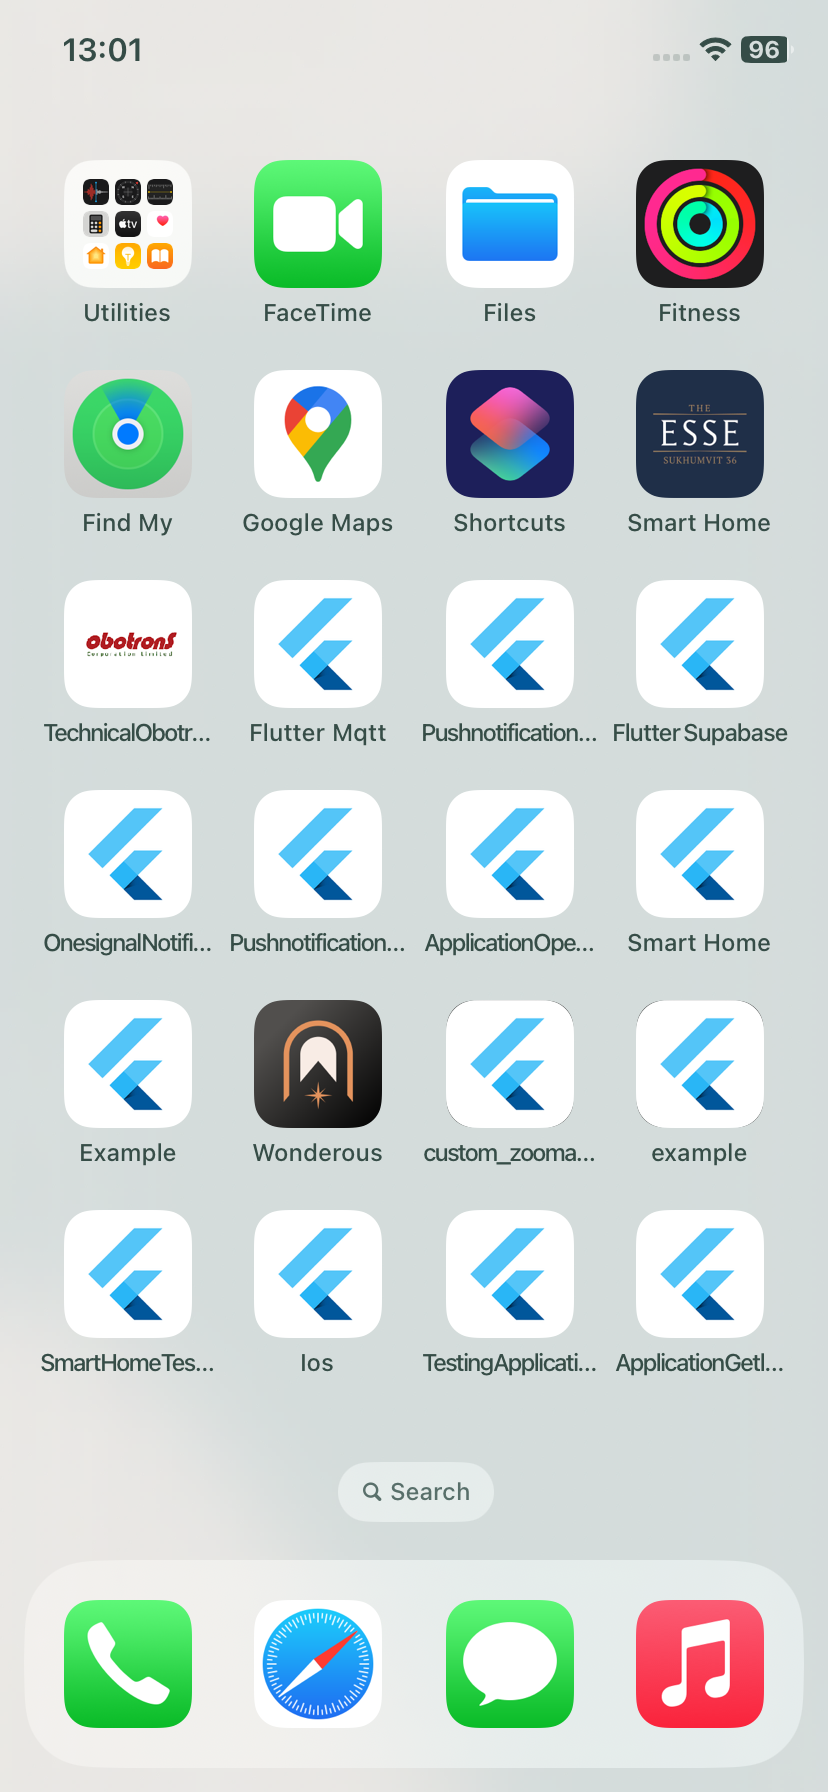 13:01
96
tv
Utilities
FaceTime
Files
Fitness
THE
ESSE
SUKHUMVIT 36
Find My
Google Maps
Shortcuts
Smart Home
obotrons
Corporation Limited
TechnicalObotr...
Flutter Mqtt
Pushnotification...
Flutter Supabase
OnesignalNotifi...
Pushnotification...
ApplicationOpe...
Smart Home
Example
Wonderous
custom_zooma...
example
SmartHomeTes...
Ios
TestingApplicati...
ApplicationGetI...
Search